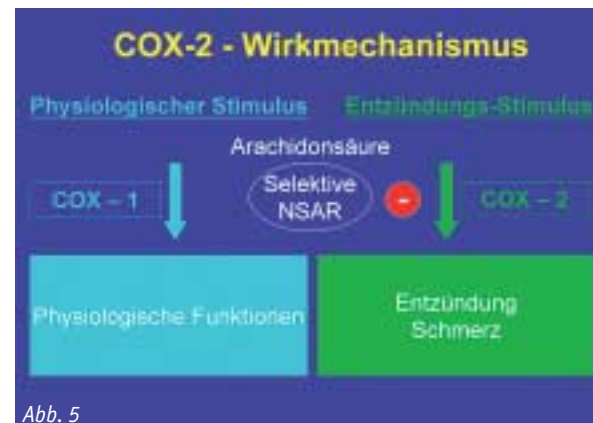 COX-2 - Wirkmechanismus
Physiologischer Stimulus
Entzündungs-Stimulus
Arachidonsäure
COX – 1
Selektive
NSAR
-
COX – 2
Physiologische Funktionen
Entzündung
Schmerz
Abb. 5